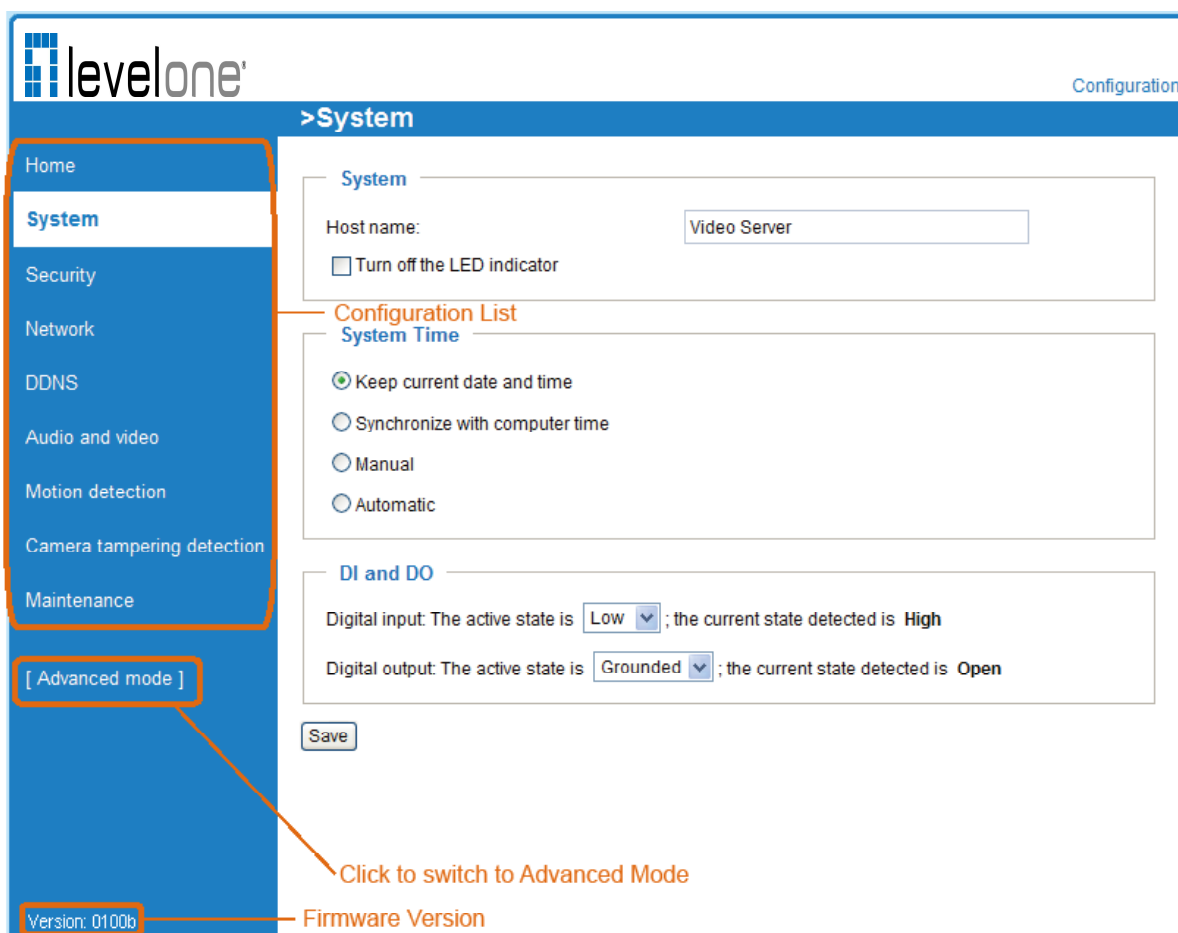 levelone®
Configuration
>System
Home
System
Security
Network
DDNS
Audio and video
Motion detection
Camera tampering detection
Maintenance
[ Advanced mode ]
Version: 0100b
System
Host name: Video Server
Turn off the LED indicator
Configuration List
System Time
Keep current date and time
Synchronize with computer time
Manual
Automatic
DI and DO
Digital input: The active state is Low ; the current state detected is High
Digital output: The active state is Grounded ; the current state detected is Open
Save
Click to switch to Advanced Mode
Firmware Version